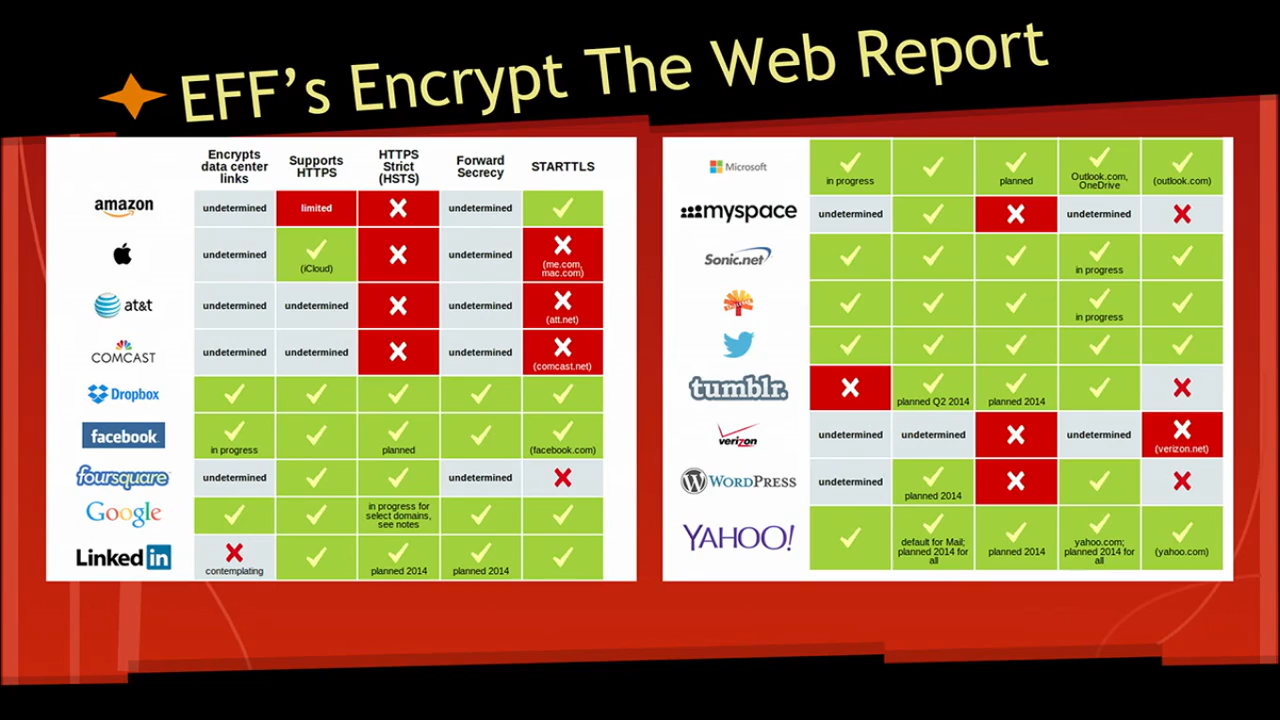 EFF's Encrypt The Web Report
Encrypts data center links
Supports HTTPS
HTTPS Strict (HSTS)
Forward Secrecy
STARTTLS
amazon
undetermined
limited
undetermined
undetermined
(iCloud)
undetermined
(me.com, mac.com)
at&t
undetermined
undetermined
undetermined
(att.net)
COMCAST
undetermined
undetermined
undetermined
(comcast.net)
Dropbox
facebook
in progress
planned
(facebook.com)
foursquare
undetermined
undetermined
Google
in progress for select domains, see notes
Linked in
contemplating
planned 2014
planned 2014
Microsoft
in progress
planned
Outlook.com, OneDrive
(outlook.com)
myspace
undetermined
undetermined
Sonic.net
in progress
in progress
tumblr.
planned Q2 2014
planned 2014
verizon
undetermined
undetermined
undetermined
(verizon.net)
WORDPRESS
undetermined
planned 2014
YAHOO!
default for Mail; planned 2014 for all
planned 2014
yahoo.com; planned 2014 for all
(yahoo.com)